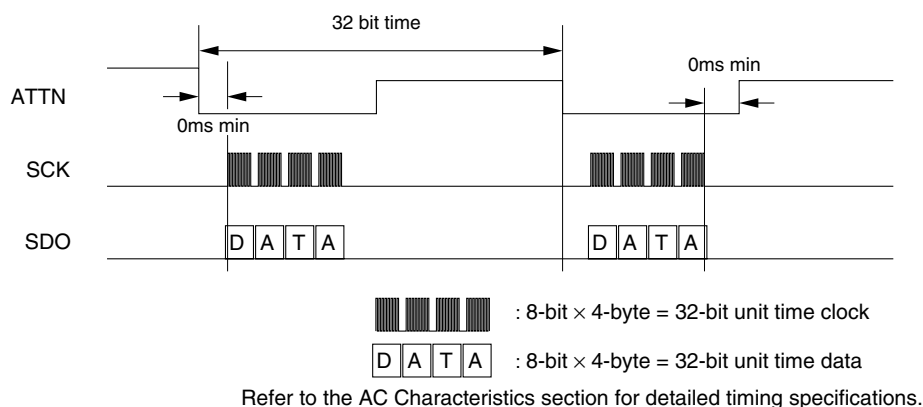 32 bit time
0ms min
ATTN
0ms min
SCK
SDO
D A T A
D A T A
: 8-bit × 4-byte = 32-bit unit time clock
D A T A : 8-bit × 4-byte = 32-bit unit time data
Refer to the AC Characteristics section for detailed timing specifications.